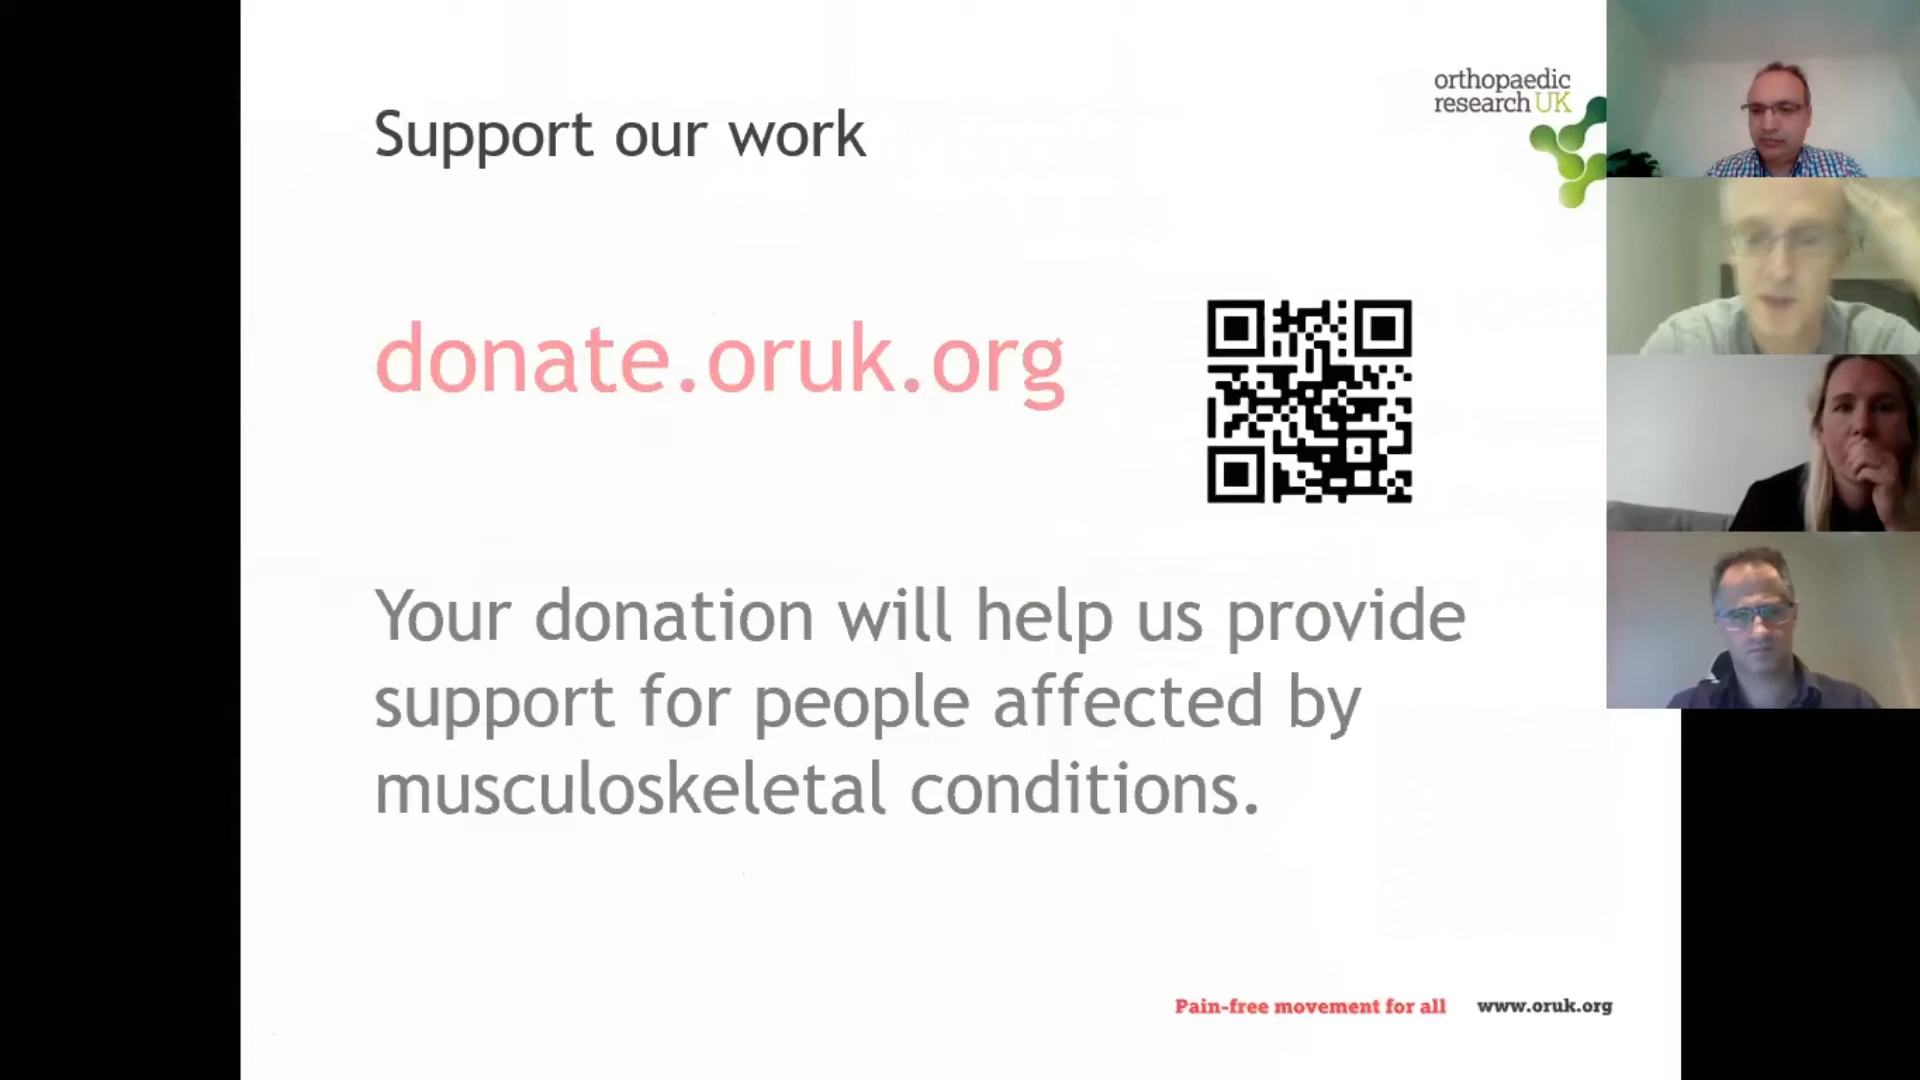 Support our work
orthopaedic
research UK
donate.oruk.org
Your donation will help us provide
support for people affected by
musculoskeletal conditions.
Pain-free movement for all www.oruk.org